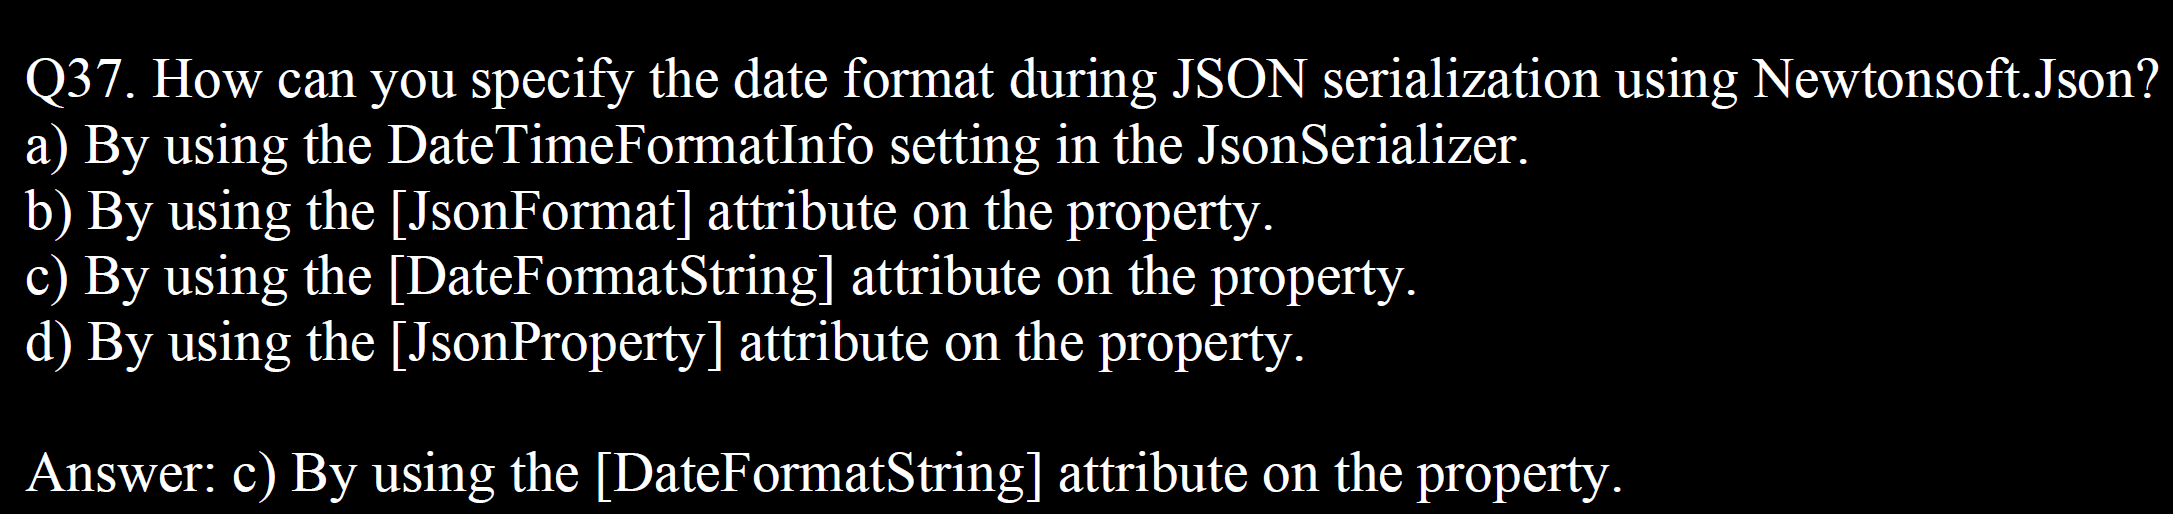 Q37. How can you specify the date format during JSON serialization using Newtonsoft.Json?
a) By using the DateTimeFormatInfo setting in the JsonSerializer.
b) By using the [JsonFormat] attribute on the property.
c) By using the [DateFormatString] attribute on the property.
d) By using the [JsonProperty] attribute on the property.
Answer: c) By using the [DateFormatString] attribute on the property.